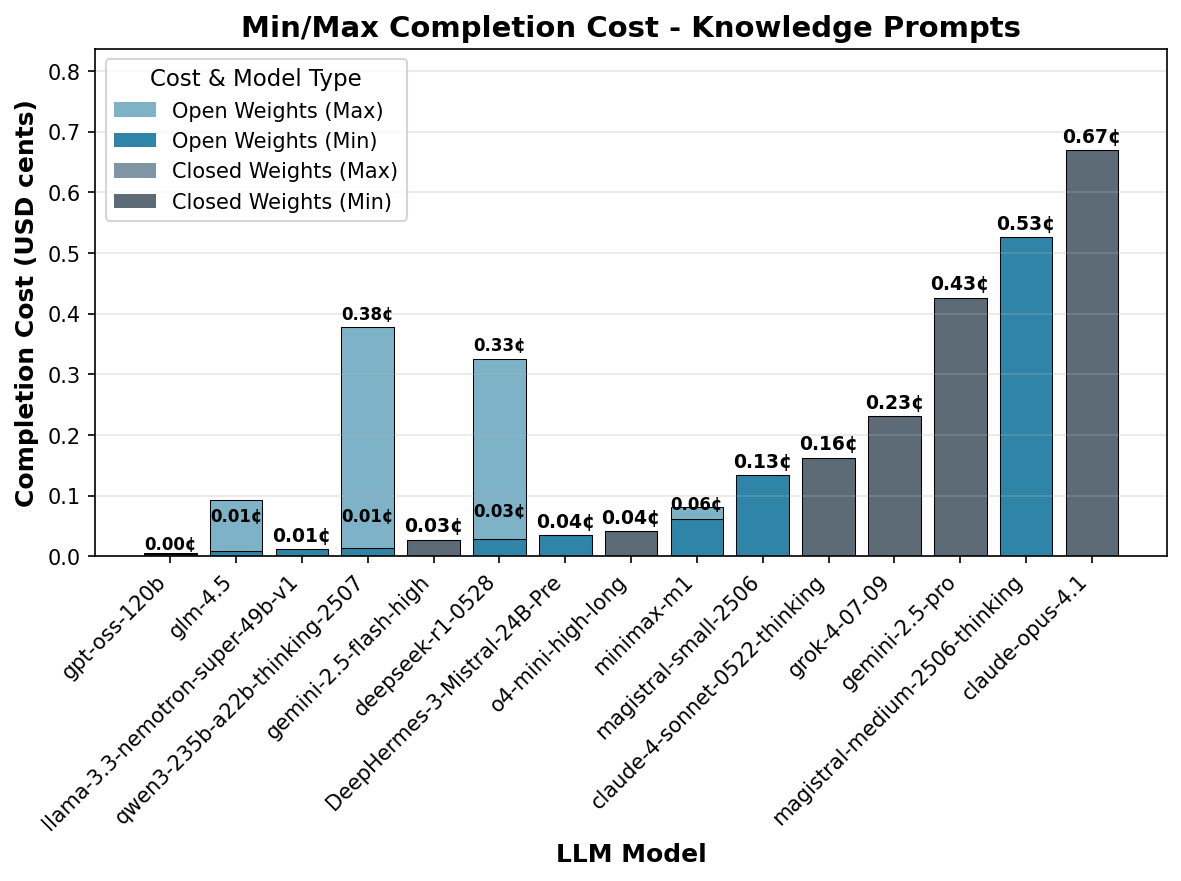 Min/Max Completion Cost - Knowledge Prompts
Completion Cost (USD cents)
0.8
0.7
0.6
0.5
0.4
0.3
0.2
0.1
0.0
Cost & Model Type
Open Weights (Max)
Open Weights (Min)
Closed Weights (Max)
Closed Weights (Min)
0.00¢
0.01¢
0.01¢
0.38¢
0.01¢
0.03¢
0.33¢
0.03¢
0.04¢
0.04¢
0.06¢
0.13¢
0.16¢
0.23¢
0.43¢
0.53¢
0.67¢
gpt-oss-120b
glm-4.5
llama-3.3-nemotron-super-49b-v1
qwen3-235b-a22b-thinking-2507
gemini-2.5-flash-high
deepseek-r1-0528
DeepHermes-3-Mistral-24B-Pre
o4-mini-high-long
minimax-m1
magistral-small-2506
claude-4-sonnet-0522-thinking
grok-4-07-09
gemini-2.5-pro
magistral-medium-2506-thinking
claude-opus-4.1
LLM Model